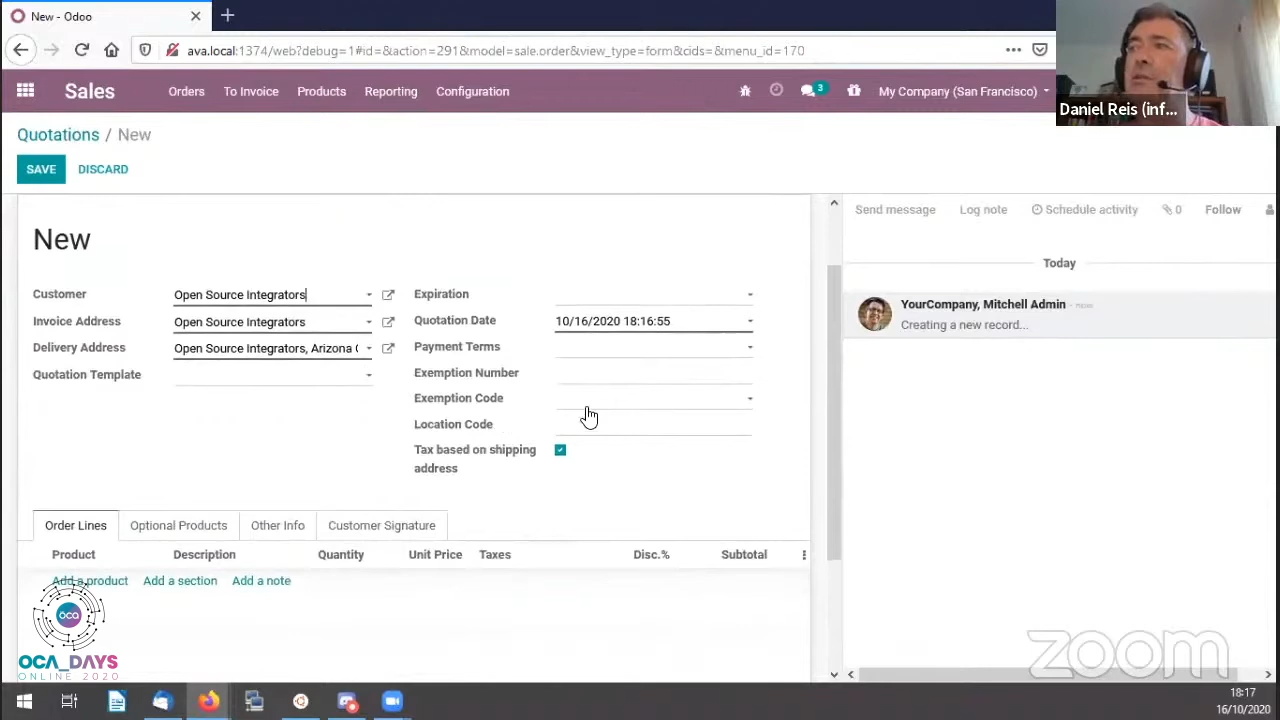 New - Odoo
ava.local:1374/web?debug=1#id=&action=291&model=sale.order&view_type=form&cids=&menu_id=170
Sales
Orders
To Invoice
Products
Reporting
Configuration
3
My Company (San Francisco)
Daniel Reis (inf...
Quotations / New
SAVE
DISCARD
Send message
Log note
Schedule activity
0
Follow
New
Today
Customer
Open Source Integrators
Invoice Address
Open Source Integrators
Delivery Address
Open Source Integrators, Arizona
Quotation Template
Expiration
Quotation Date
10/16/2020 18:16:55
Payment Terms
Exemption Number
Exemption Code
Location Code
Tax based on shipping
address
YourCompany, Mitchell Admin - now
Creating a new record...
Order Lines
Optional Products
Other Info
Customer Signature
Product
Description
Quantity
Unit Price
Taxes
Disc.%
Subtotal
Add a product
Add a section
Add a note
oca
OCA_DAYS
ONLINE 2020
zoom
18:17
16/10/2020